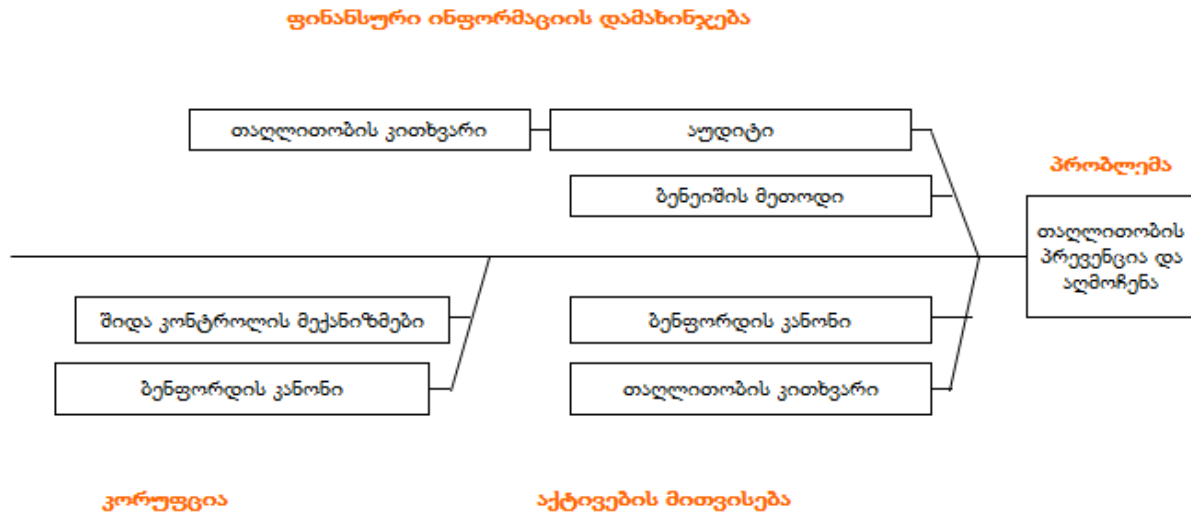 ფინანსური ინფორმაციის დამახინჯება
თაღლითობის კითხვარი
აუდიტი
პრობლემა
ბენეიშის მეთოდი
თაღლითობის
პრევენცია და
აღმოჩენა
შიდა კონტროლის მექანიზმები
ბენფორდის კანონი
ბენფორდის კანონი
თაღლითობის კითხვარი
კორუფცია
აქტივების მითვისება